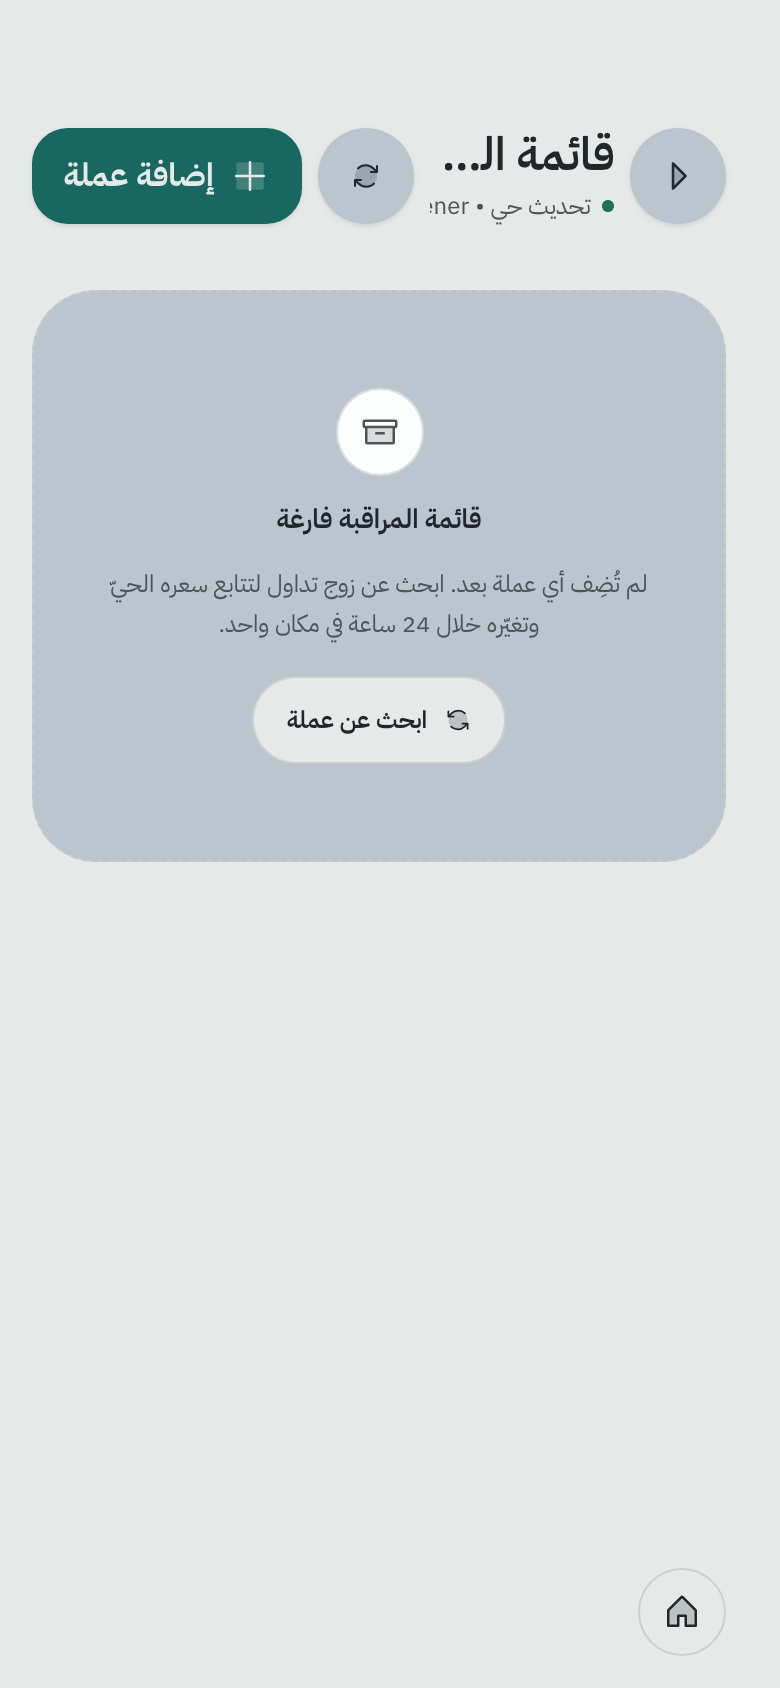 قائمة الـ...
تحديث حي •
إضافة عملة
قائمة المراقبة فارغة
لم تُضِف أي عملة بعد. ابحث عن زوج تداول لتتابع سعره الحيّ
وتغيّره خلال 24 ساعة في مكان واحد.
ابحث عن عملة